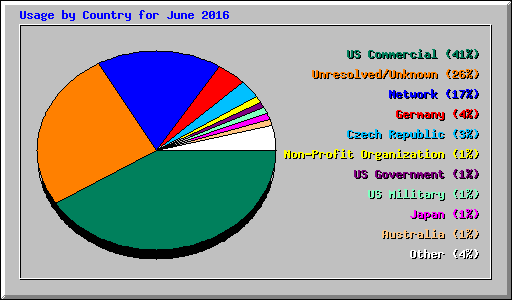 Usage by Country for June 2016
US Commercial (41%)
Unresolved/Unknown (26%)
Network (17%)
Germany (4%)
Czech Republic (3%)
Non-Profit Organization (1%)
US Government (1%)
US Military (1%)
Japan (1%)
Australia (1%)
Other (4%)